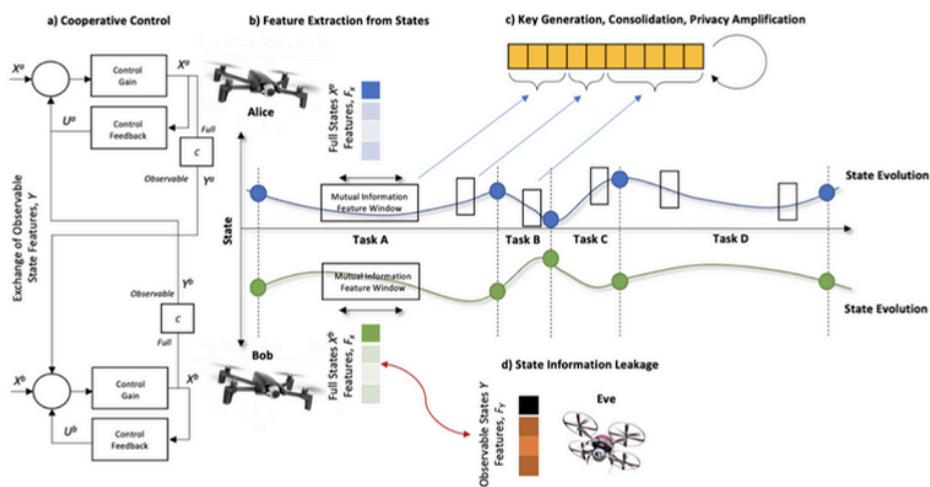 a) Cooperative Control
b) Feature Extraction from States
c) Key Generation, Consolidation, Privacy Amplification
Xᵃ
Control
Gain
Xᵃ
Uᵃ
Control
Feedback
Full
C
Observable
Yᵃ
Exchange of Observable
State Features, Y
Observable
Yᵇ
C
Full
Xᵇ
Control
Gain
Xᵇ
Uᵇ
Control
Feedback
Alice
Full States Xᵃ
Features, Fₓ
State
Mutual Information
Feature Window
State Evolution
Task A
Task B
Task C
Task D
Mutual Information
Feature Window
State Evolution
Bob
Full States Xᵇ
Features, Fₓ
d) State Information Leakage
Eve
Observable States Y
Features, F_Y